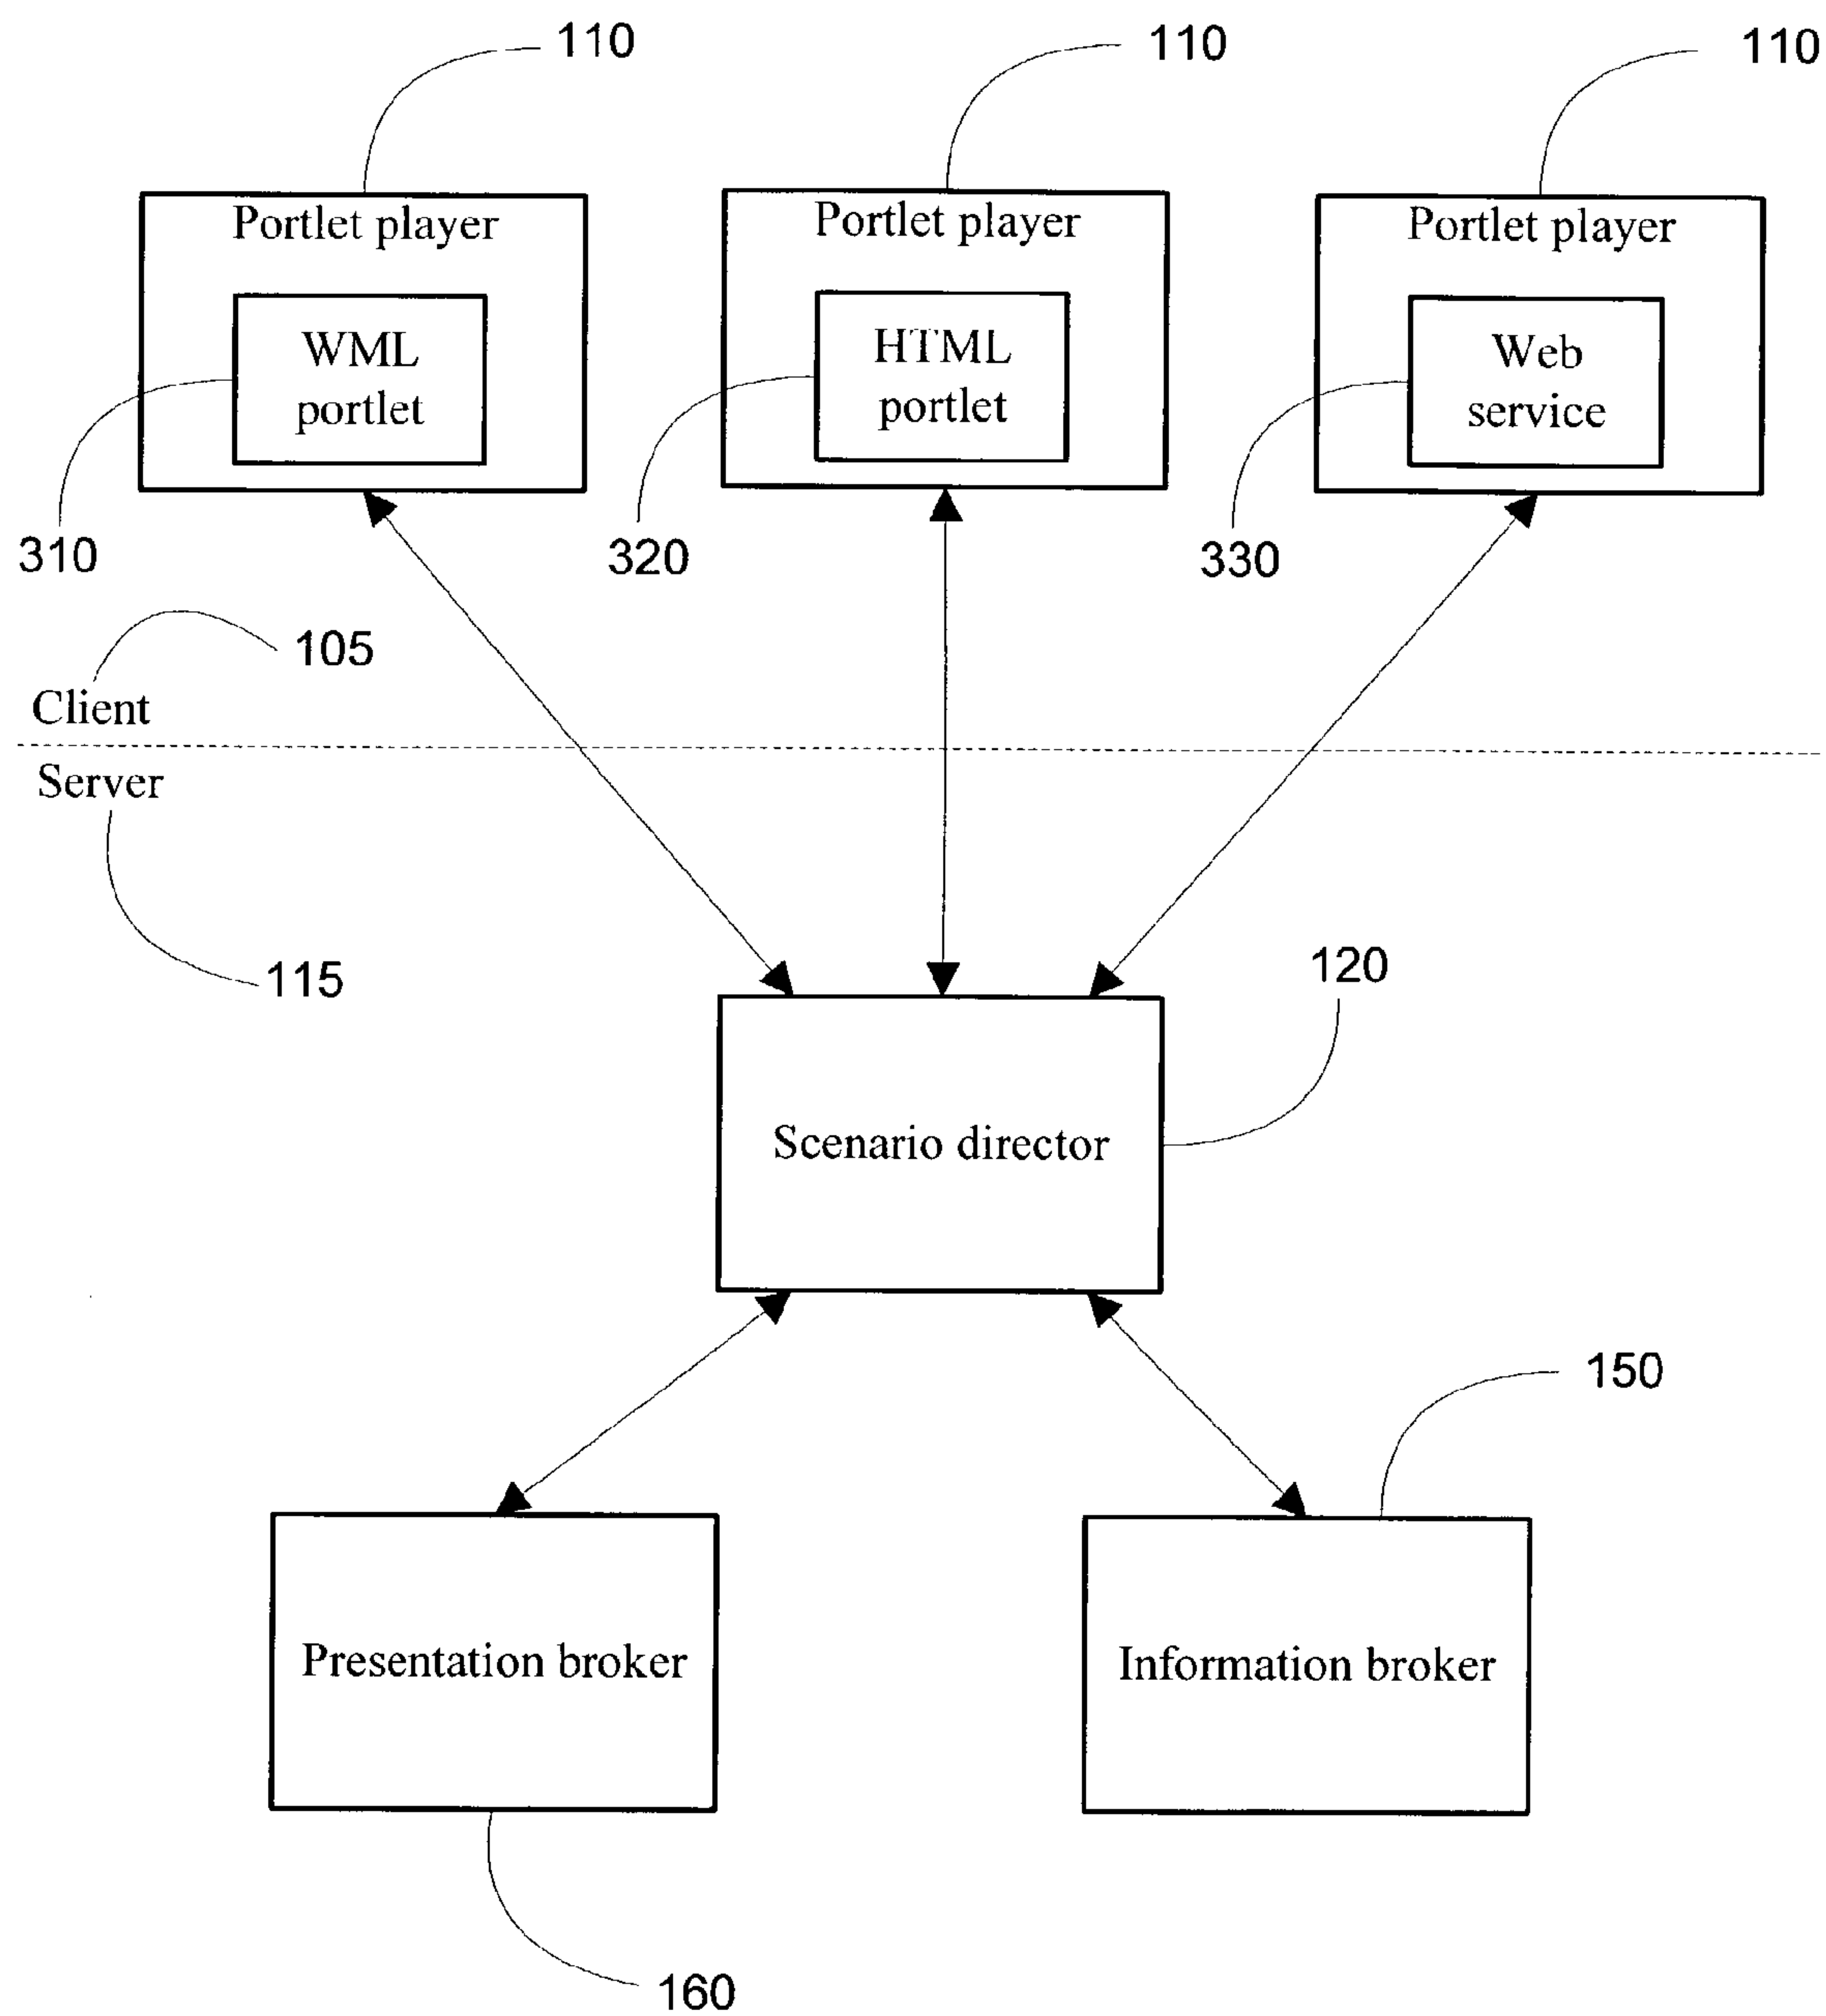 110
110
110
Portlet player
Portlet player
Portlet player
WML
portlet
HTML
portlet
Web
service
310
320
330
105
Client
Server
115
120
Scenario director
150
Presentation broker
Information broker
160